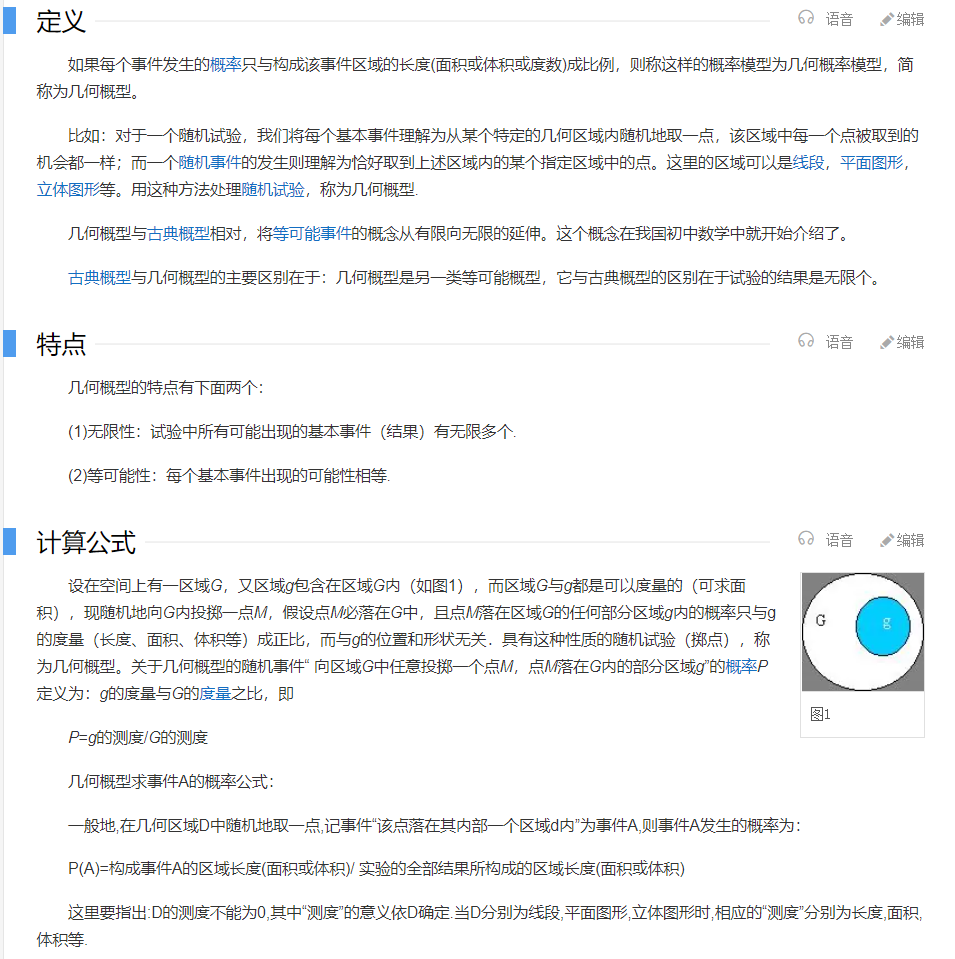 定义
语音 编辑
如果每个事件发生的概率只与构成该事件区域的长度(面积或体积或度数)成比例，则称这样的概率模型为几何概率模型，简
称为几何概型。
比如：对于一个随机试验，我们将每个基本事件理解为从某个特定的几何区域内随机地取一点，该区域中每一个点被取到的
机会都一样；而一个随机事件的发生则理解为恰好取到上述区域内的某个指定区域中的点。这里的区域可以是线段，平面图形，
立体图形等。用这种方法处理随机试验，称为几何概型.
几何概型与古典概型相对，将等可能事件的概念从有限向无限的延伸。这个概念在我国初中数学中就开始介绍了。
古典概型与几何概型的主要区别在于：几何概型是另一类等可能概型，它与古典概型的区别在于试验的结果是无限个。
特点
语音 编辑
几何概型的特点有下面两个：
(1)无限性：试验中所有可能出现的基本事件（结果）有无限多个.
(2)等可能性：每个基本事件出现的可能性相等.
计算公式
语音 编辑
设在空间上有一区域G，又区域g包含在区域G内（如图1），而区域G与g都是可以度量的（可求面
积），现随机地向G内投掷一点M，假设点M必落在G中，且点M落在区域G的任何部分区域g内的概率只与g
的度量（长度、面积、体积等）成正比，而与g的位置和形状无关．具有这种性质的随机试验（掷点），称
为几何概型。关于几何概型的随机事件“ 向区域G中任意投掷一个点M，点M落在G内的部分区域g”的概率P
定义为：g的度量与G的度量之比，即
G
g
图1
P=g的测度/G的测度
几何概型求事件A的概率公式：
一般地,在几何区域D中随机地取一点,记事件“该点落在其内部一个区域d内”为事件A,则事件A发生的概率为：
P(A)=构成事件A的区域长度(面积或体积)/ 实验的全部结果所构成的区域长度(面积或体积)
这里要指出:D的测度不能为0,其中“测度”的意义依D确定.当D分别为线段,平面图形,立体图形时,相应的“测度”分别为长度,面积,
体积等.